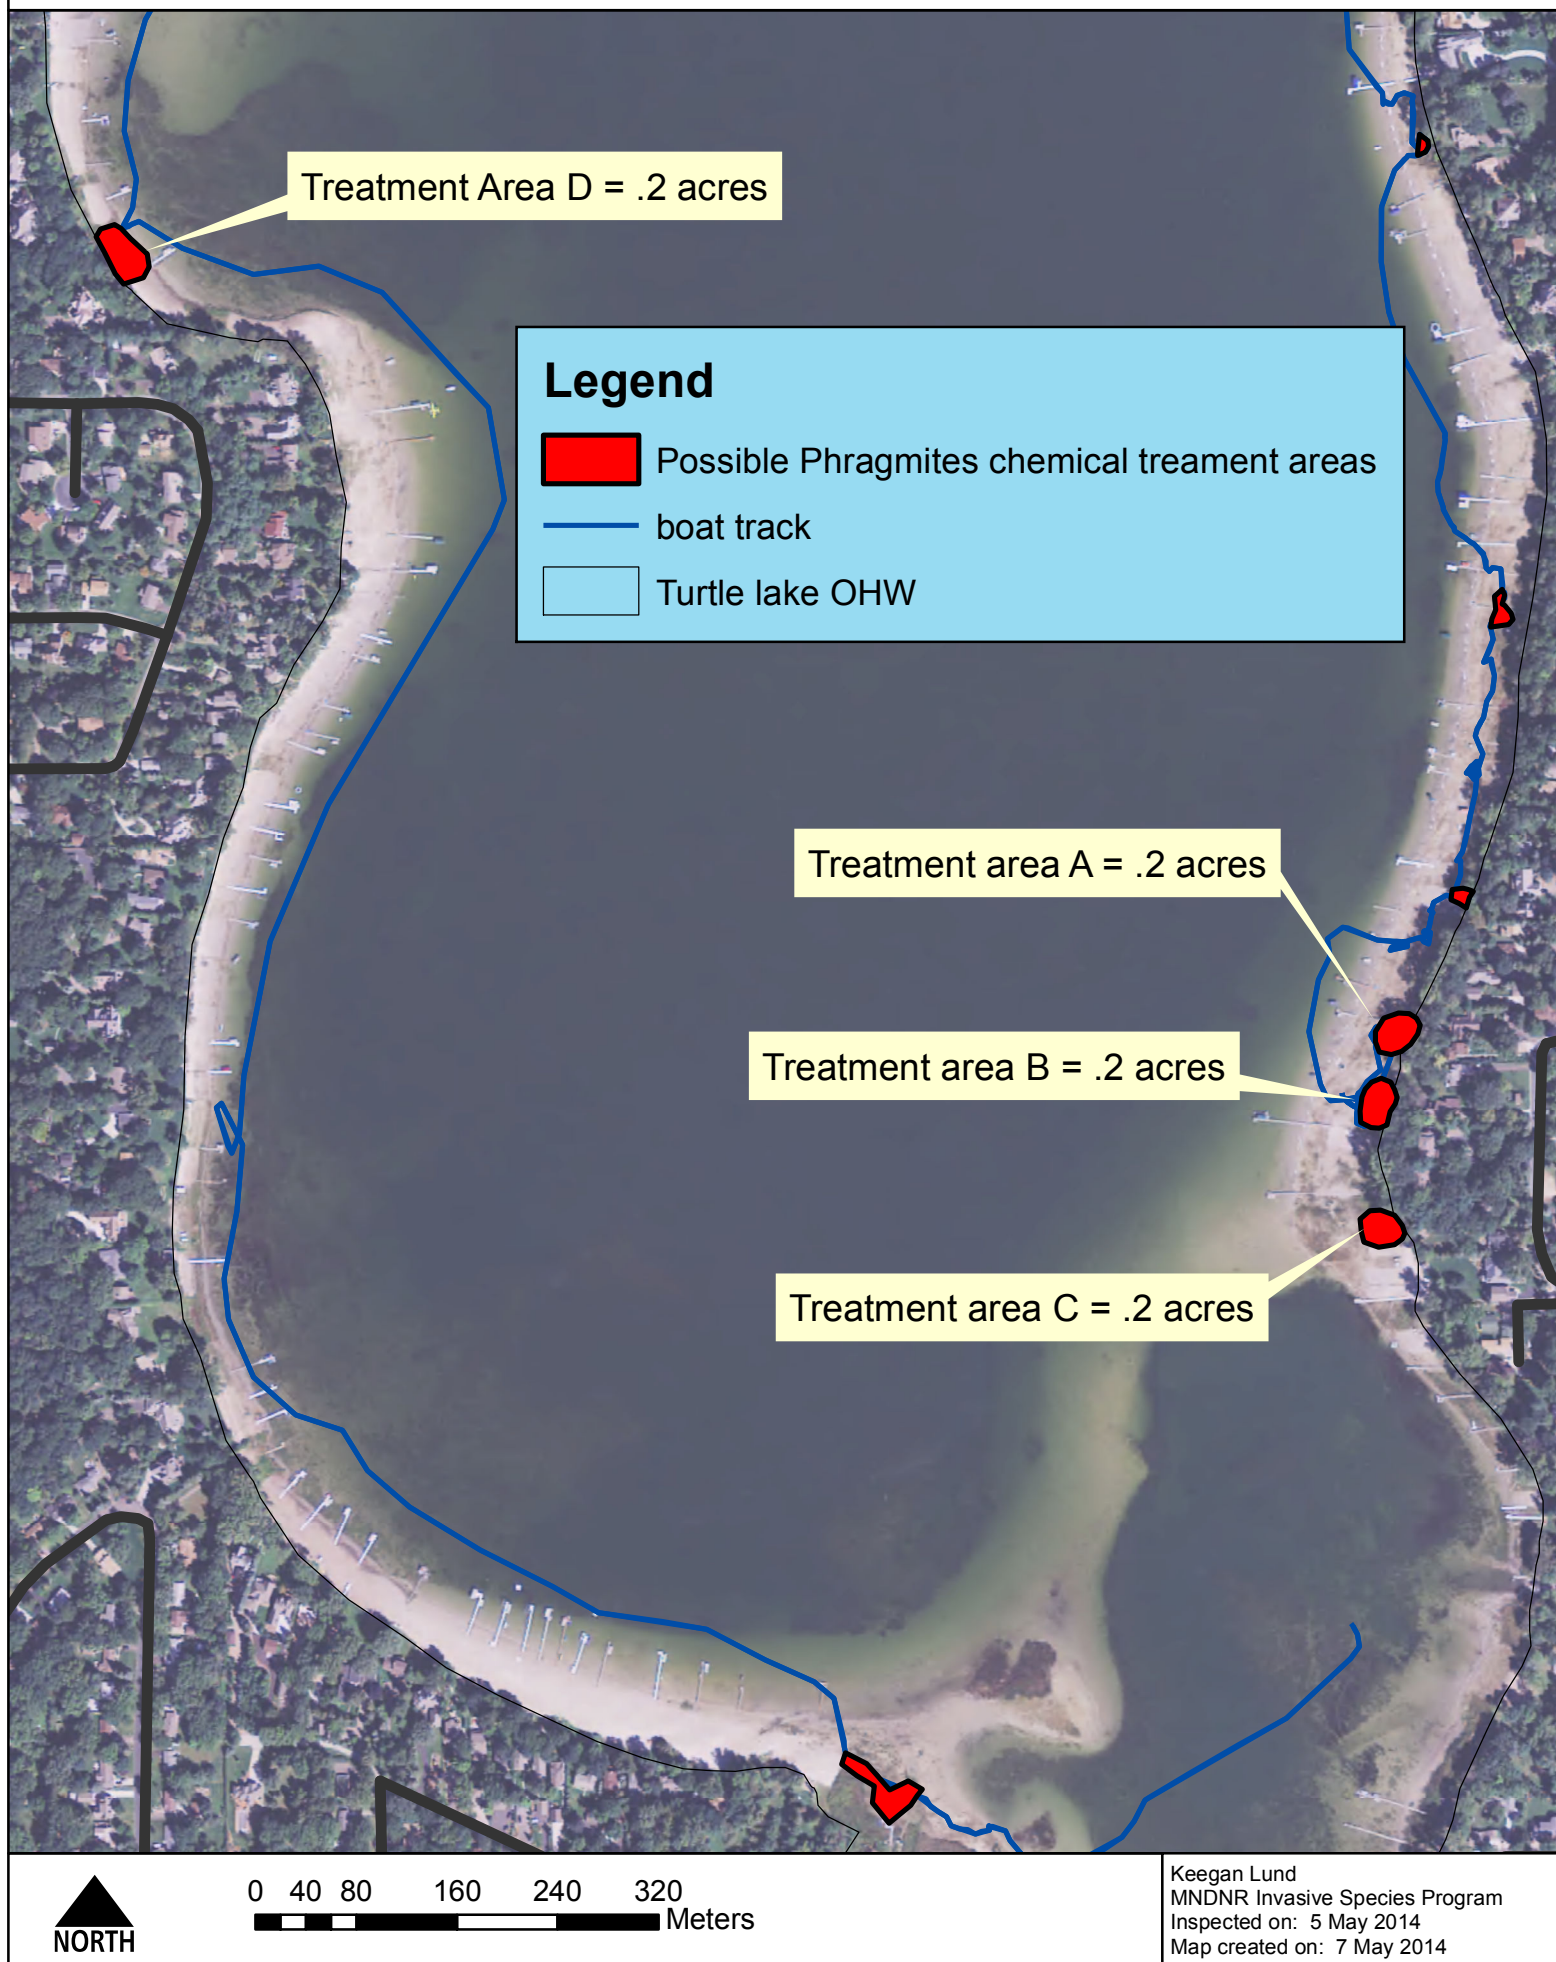 Treatment Area D = .2 acres
Legend
Possible Phragmites chemical treament areas
boat track
Turtle lake OHW
Treatment area A = .2 acres
Treatment area B = .2 acres
Treatment area C = .2 acres
NORTH
0 40 80 160 240 320
Meters
Keegan Lund
MNDNR Invasive Species Program
Inspected on: 5 May 2014
Map created on: 7 May 2014